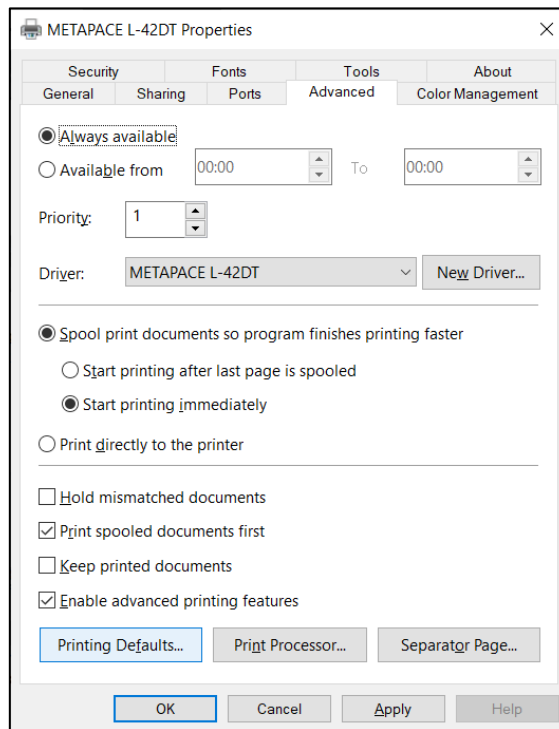 METAPACE L-42DT Properties
Security Fonts Tools About
General Sharing Ports Advanced Color Management
Always available
Available from 00:00 To 00:00
Priority: 1
Driver: METAPACE L-42DT New Driver...
Spool print documents so program finishes printing faster
Start printing after last page is spooled
Start printing immediately
Print directly to the printer
Hold mismatched documents
Print spooled documents first
Keep printed documents
Enable advanced printing features
Printing Defaults... Print Processor... Separator Page...
OK Cancel Apply Help